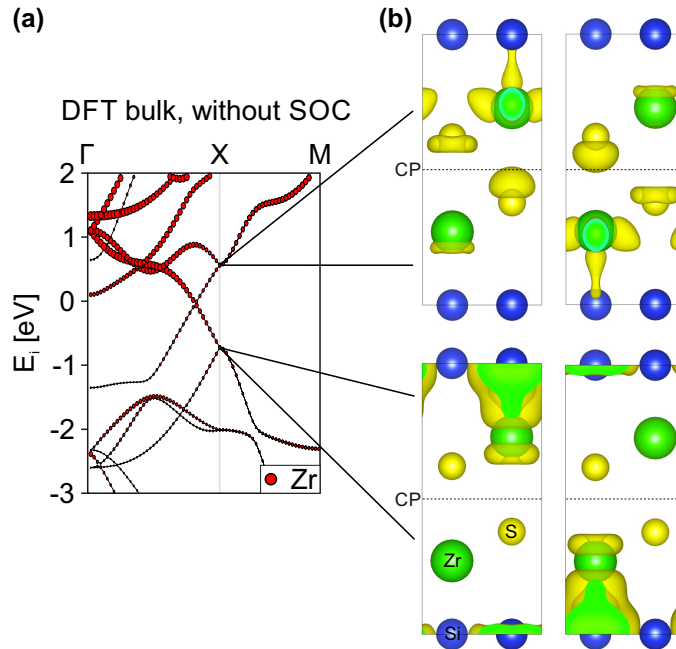 (a)
(b)
DFT bulk, without SOC
Γ X M
2
1
0
-1
-2
-3
E_i [eV]
Zr
CP
CP
S
Zr
Si